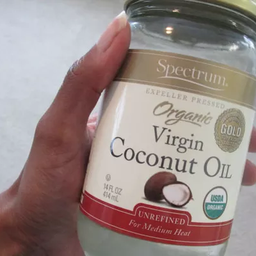 Spectrum
EXPELLER PRESSED
Organic
GOLD
Virgin
Coconut Oil
14 FL OZ
414 mL
USDA
ORGANIC
UNREFINED
For Medium Heat